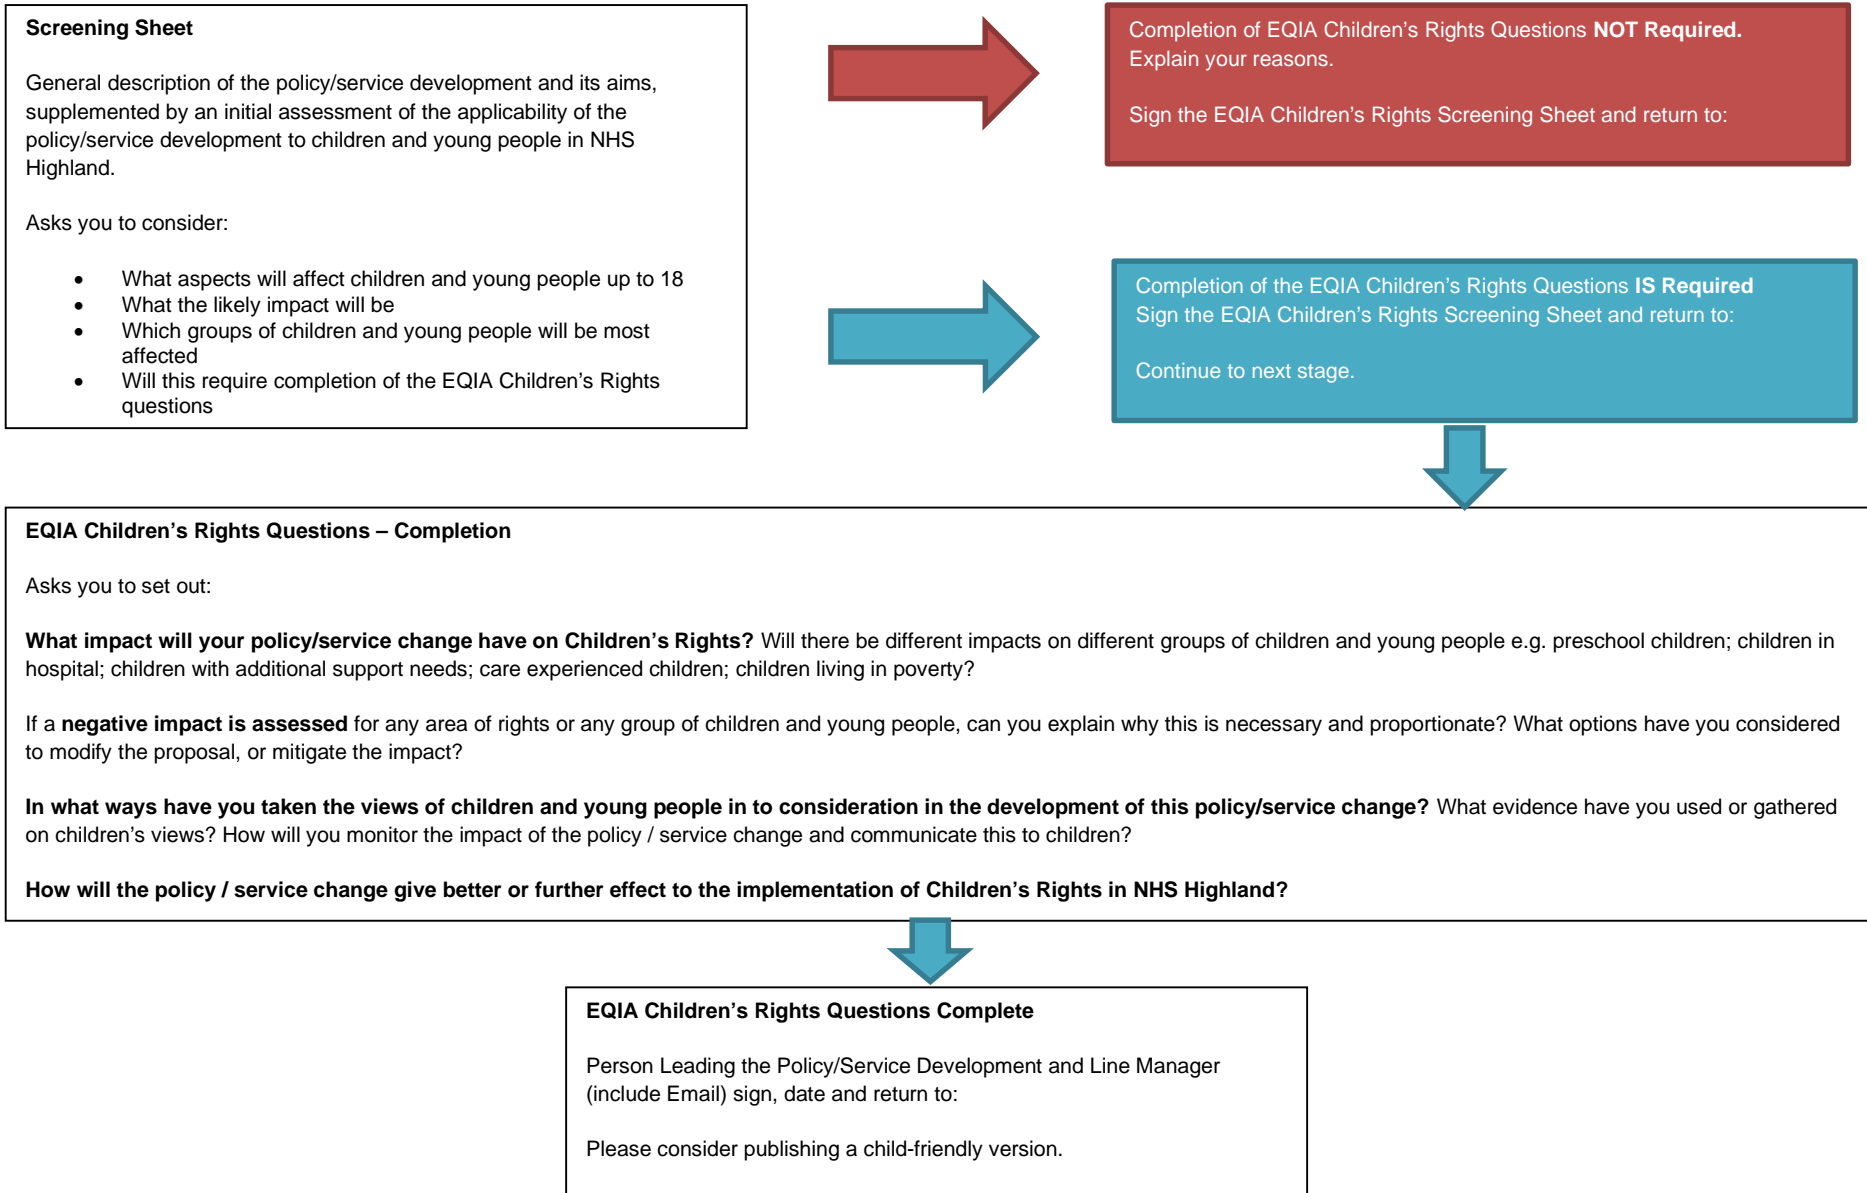 Screening Sheet
General description of the policy/service development and its aims,
supplemented by an initial assessment of the applicability of the
policy/service development to children and young people in NHS
Highland.
Asks you to consider:
• What aspects will affect children and young people up to 18
• What the likely impact will be
• Which groups of children and young people will be most
affected
• Will this require completion of the EQIA Children’s Rights
questions
Completion of EQIA Children’s Rights Questions NOT Required.
Explain your reasons.
Sign the EQIA Children’s Rights Screening Sheet and return to:
Completion of the EQIA Children’s Rights Questions IS Required
Sign the EQIA Children’s Rights Screening Sheet and return to:
Continue to next stage.
EQIA Children’s Rights Questions – Completion
Asks you to set out:
What impact will your policy/service change have on Children’s Rights? Will there be different impacts on different groups of children and young people e.g. preschool children; children in
hospital; children with additional support needs; care experienced children; children living in poverty?
If a negative impact is assessed for any area of rights or any group of children and young people, can you explain why this is necessary and proportionate? What options have you considered
to modify the proposal, or mitigate the impact?
In what ways have you taken the views of children and young people in to consideration in the development of this policy/service change? What evidence have you used or gathered
on children’s views? How will you monitor the impact of the policy / service change and communicate this to children?
How will the policy / service change give better or further effect to the implementation of Children’s Rights in NHS Highland?
EQIA Children’s Rights Questions Complete
Person Leading the Policy/Service Development and Line Manager
(include Email) sign, date and return to:
Please consider publishing a child-friendly version.